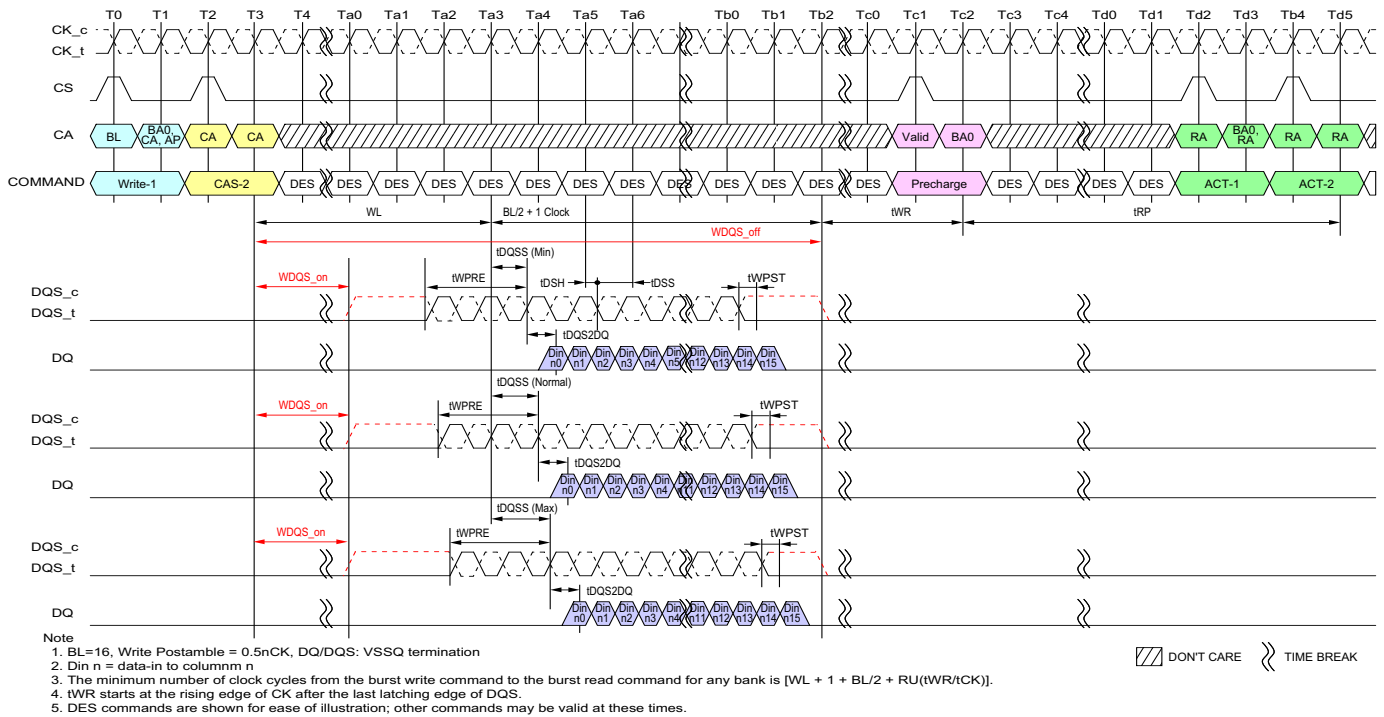 T0 T1 T2 T3 T4 Ta0 Ta1 Ta2 Ta3 Ta4 Ta5 Ta6 Tb0 Tb1 Tb2 Tc0 Tc1 Tc2 Tc3 Tc4 Td0 Td1 Td2 Td3 Tb4 Td5
CK_c
CK_t
CS
CA BL BA0, CA, AP CA CA Valid BA0 RA BA0, RA RA RA
COMMAND Write-1 CAS-2 DES DES DES DES DES DES DES DES DES DES DES DES DES Precharge DES DES DES DES ACT-1 ACT-2
WL BL/2 + 1 Clock tWR tRP
WDQS_off
tDQSS (Min)
WDQS_on tWPRE tDSH tDSS tWPST
DQS_c
DQS_t
tDQS2DQ
DQ Din n0 Din n1 Din n2 Din n3 Din n4 Din n5 Din n12 Din n13 Din n14 Din n15
tDQSS (Normal)
WDQS_on tWPRE tWPST
DQS_c
DQS_t
tDQS2DQ
DQ Din n0 Din n1 Din n2 Din n3 Din n4 Din n11 Din n12 Din n13 Din n14 Din n15
tDQSS (Max)
WDQS_on tWPRE tWPST
DQS_c
DQS_t
tDQS2DQ
DQ Din n0 Din n1 Din n2 Din n3 Din n4 Din n11 Din n12 Din n13 Din n14 Din n15
Note
1. BL=16, Write Postamble = 0.5nCK, DQ/DQS: VSSQ termination
2. Din n = data-in to columnm n
3. The minimum number of clock cycles from the burst write command to the burst read command for any bank is [WL + 1 + BL/2 + RU(tWR/tCK)].
4. tWR starts at the rising edge of CK after the last latching edge of DQS.
5. DES commands are shown for ease of illustration; other commands may be valid at these times.
DON'T CARE TIME BREAK